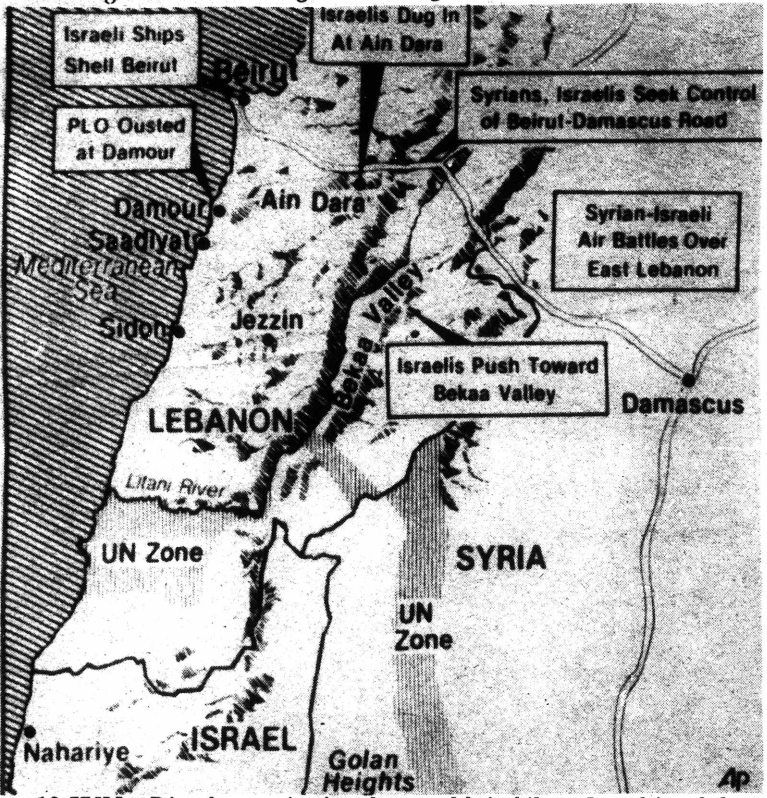 Israeli Ships
Shell Beirut
Israelis Dug In
At Ain Dara
Beirut
Syrians, Israelis Seek Control
of Beirut-Damascus Road
PLO Ousted
at Damour
Damour
Ain Dara
Saadiyat
Syrian-Israeli
Air Battles Over
East Lebanon
Mediterranean
Sea
Sidon
Jezzin
Bekaa Valley
Israelis Push Toward
Bekaa Valley
Damascus
LEBANON
Litani River
UN Zone
SYRIA
UN
Zone
Nahariye
ISRAEL
Golan
Heights
AP